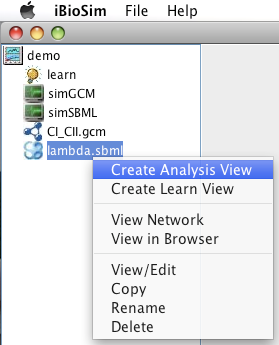 iBioSim File Help
demo
learn
simGCM
simSBML
CI_CII.gcm
lambda.sbml
Create Analysis View
Create Learn View
View Network
View in Browser
View/Edit
Copy
Rename
Delete